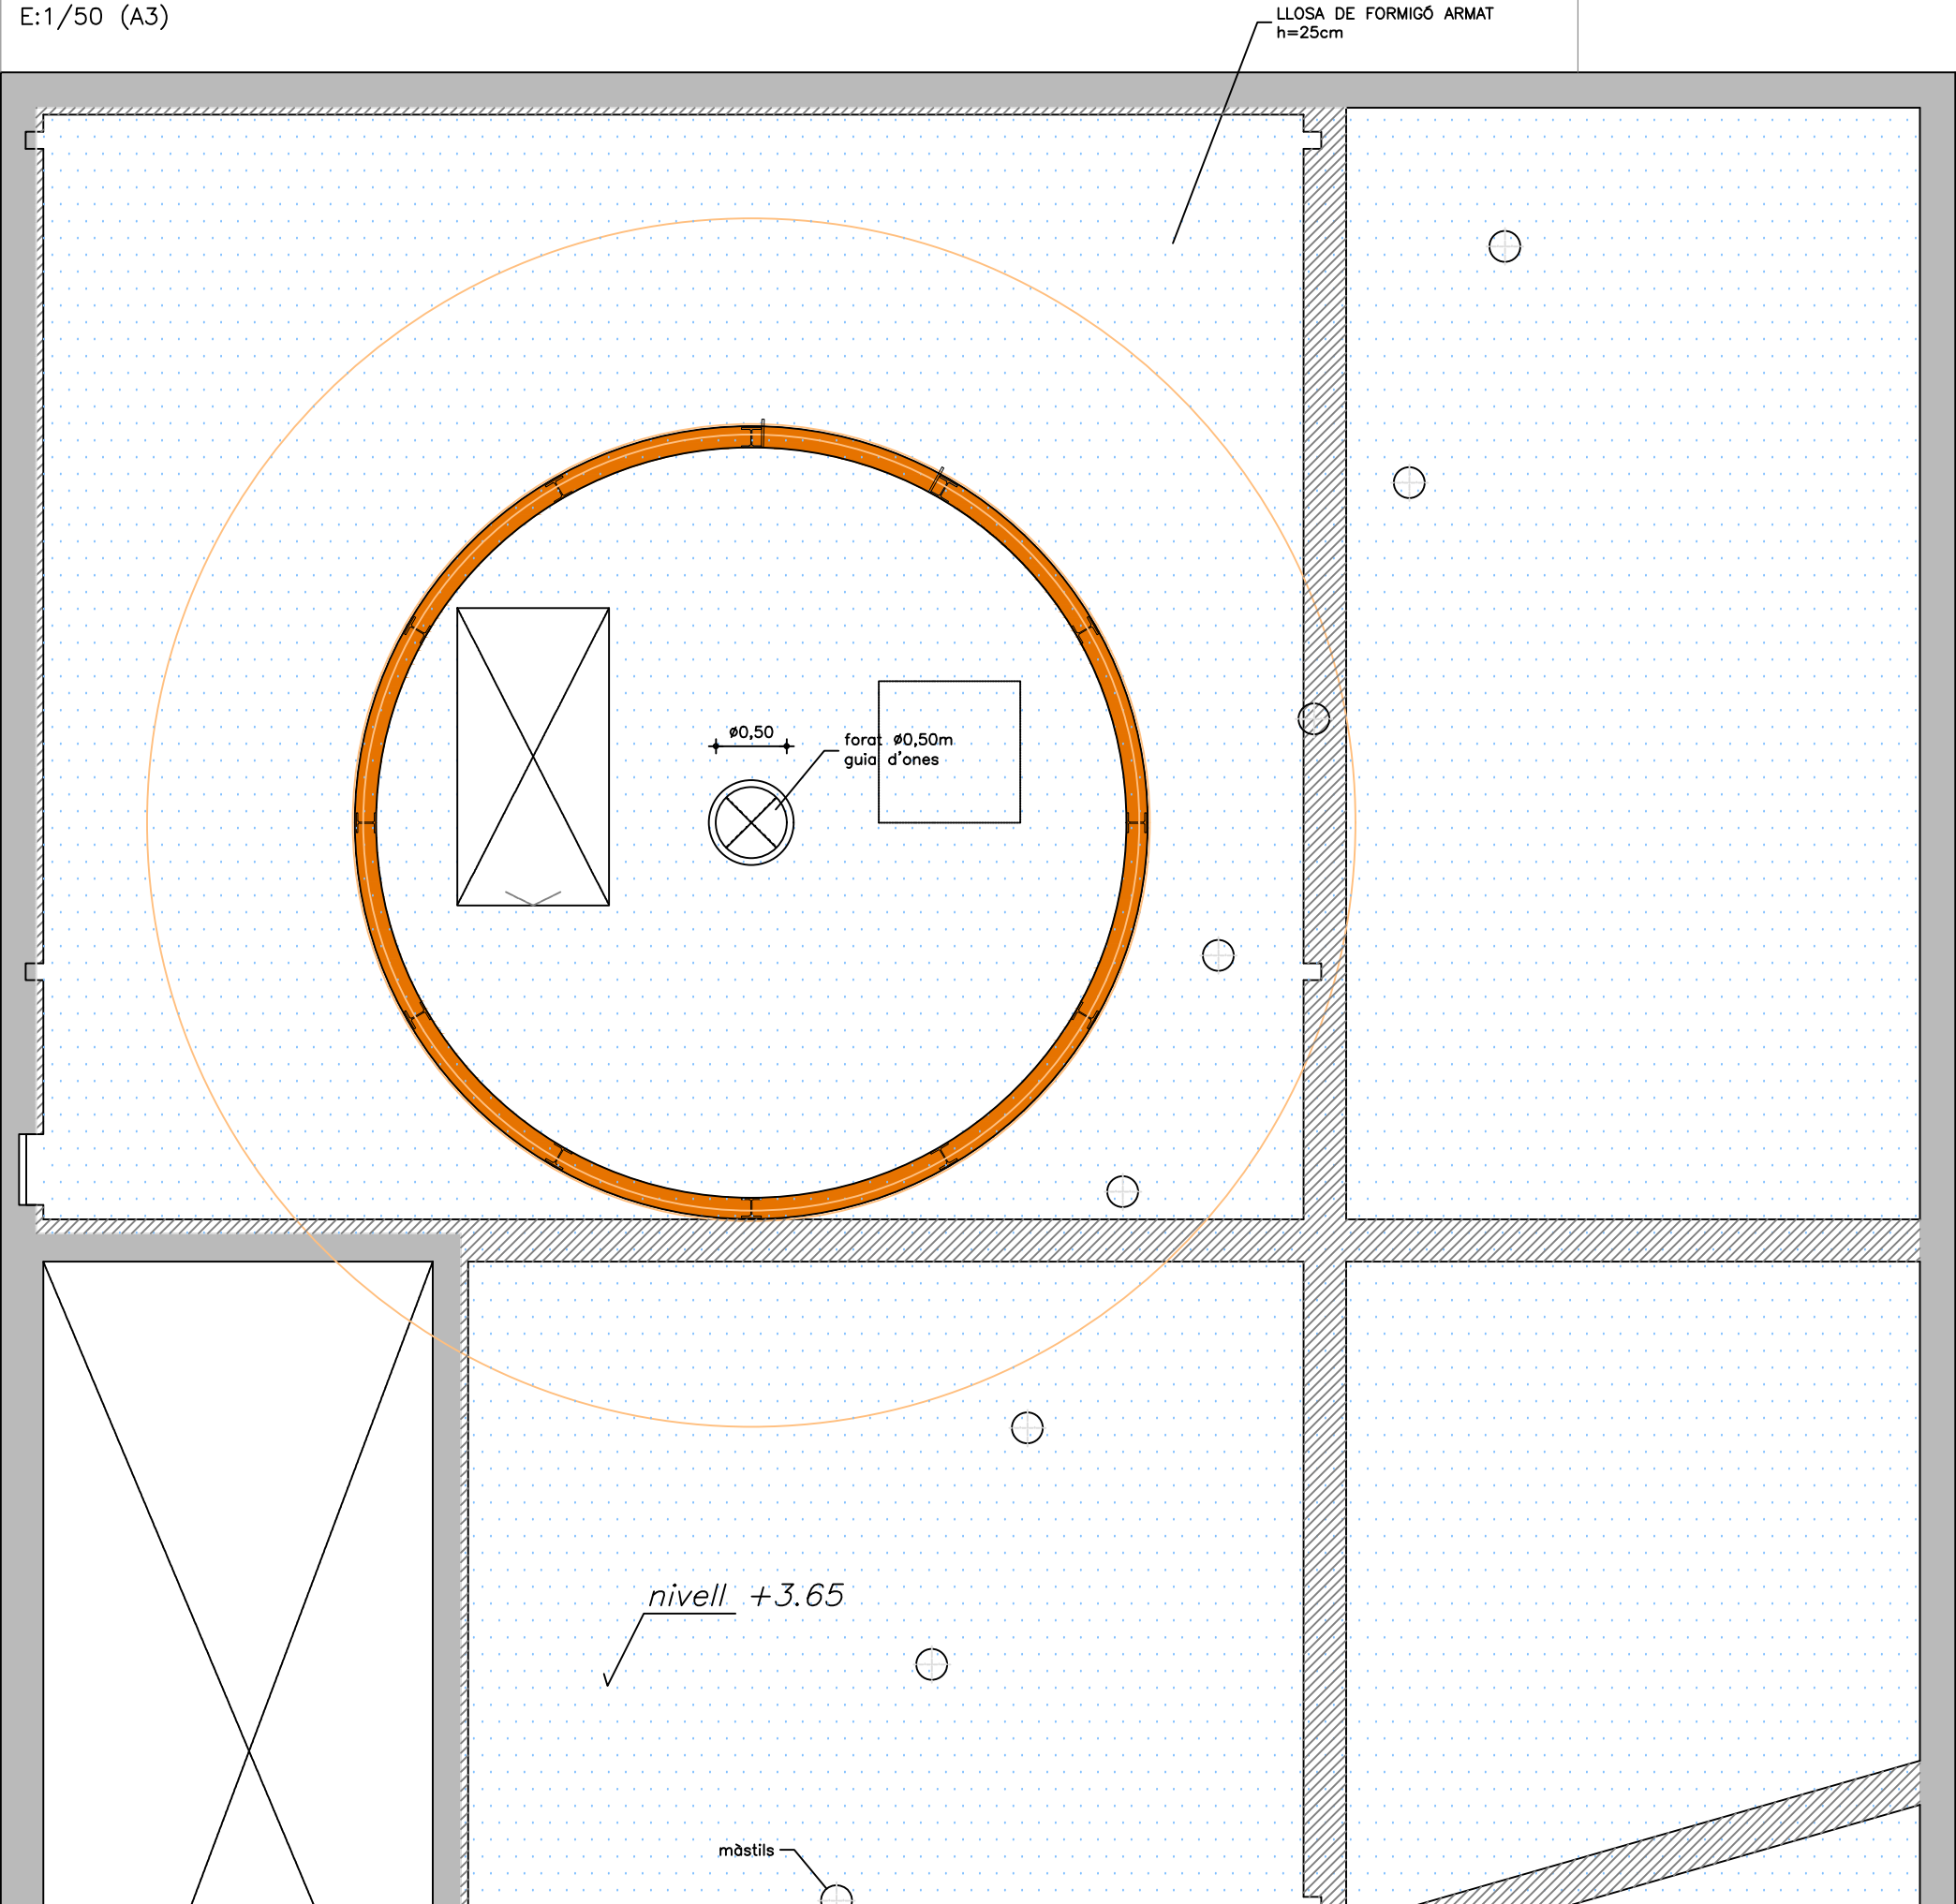 E:1/50 (A3)
LLOSA DE FORMIGÓ ARMAT
h=25cm
ø0,50
forat ø0,50m
guia d'ones
nivell +3.65
màstils